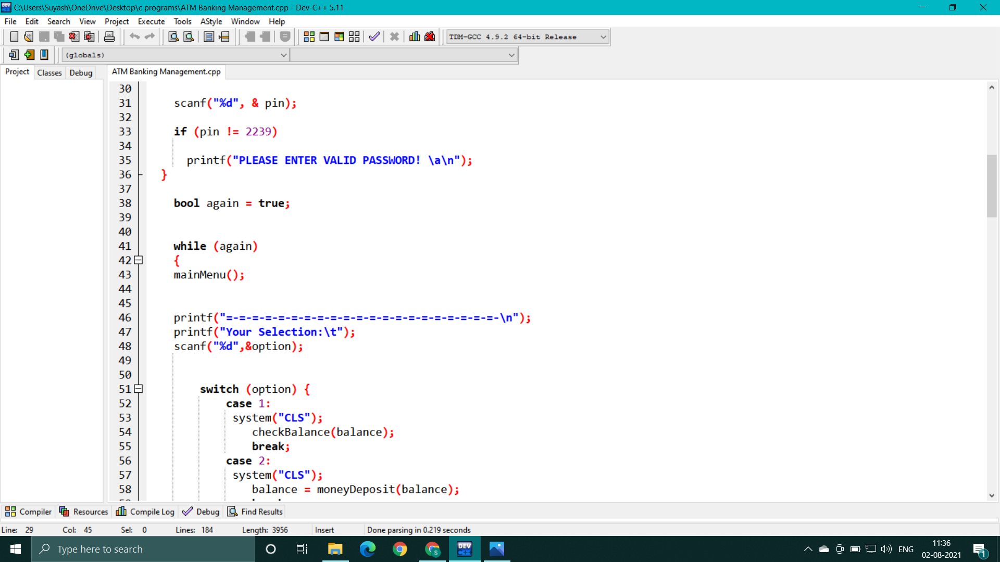 C:\Users\Suyash\OneDrive\Desktop\c programs\ATM Banking Management.cpp - Dev-C++ 5.11
File Edit Search View Project Execute Tools AStyle Window Help
TDM-GCC 4.9.2 64-bit Release
(globals)
Project Classes Debug
ATM Banking Management.cpp
30
31 scanf("%d", & pin);
32
33 if (pin != 2239)
34
35 printf("PLEASE ENTER VALID PASSWORD! \a\n");
36 }
37
38 bool again = true;
39
40
41 while (again)
42 {
43 mainMenu();
44
45
46 printf("=-=-=-=-=-=-=-=-=-=-=-=-=-=-=-=-=-=-=-=-=-\n");
47 printf("Your Selection:\t");
48 scanf("%d",&option);
49
50
51 switch (option) {
52 case 1:
53 system("CLS");
54 checkBalance(balance);
55 break;
56 case 2:
57 system("CLS");
58 balance = moneyDeposit(balance);
Compiler Resources Compile Log Debug Find Results
Line: 29 Col: 45 Sel: 0 Lines: 184 Length: 3956 Insert Done parsing in 0.219 seconds
Type here to search
DEV C++
S
ENG
11:36
02-08-2021
1